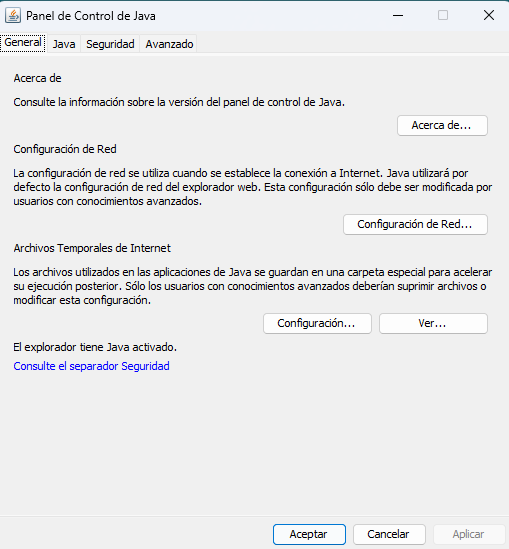 Panel de Control de Java
General Java Seguridad Avanzado
Acerca de
Consulte la información sobre la versión del panel de control de Java.
Acerca de...
Configuración de Red
La configuración de red se utiliza cuando se establece la conexión a Internet. Java utilizará por
defecto la configuración de red del explorador web. Esta configuración sólo debe ser modificada por
usuarios con conocimientos avanzados.
Configuración de Red...
Archivos Temporales de Internet
Los archivos utilizados en las aplicaciones de Java se guardan en una carpeta especial para acelerar
su ejecución posterior. Sólo los usuarios con conocimientos avanzados deberían suprimir archivos o
modificar esta configuración.
Configuración... Ver...
El explorador tiene Java activado.
Consulte el separador Seguridad
Aceptar Cancelar Aplicar